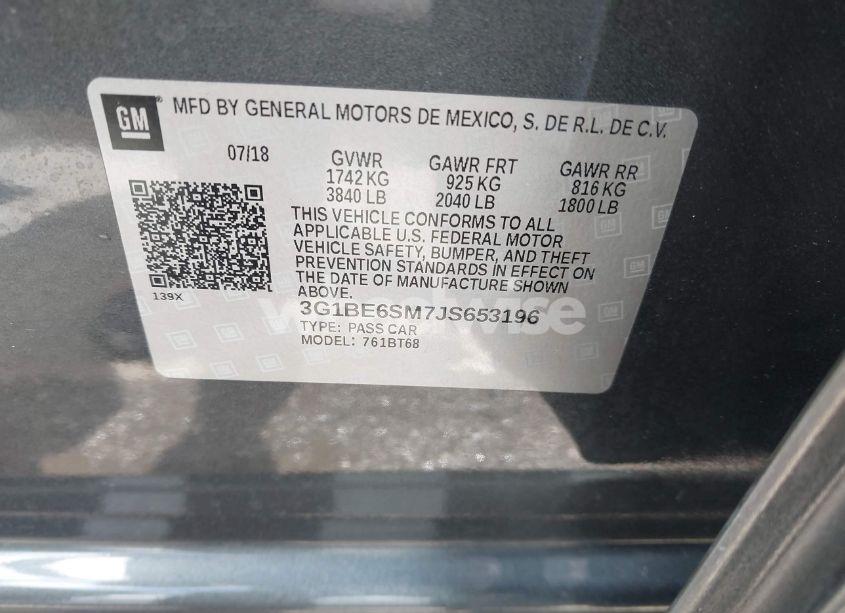 GM
MFD BY GENERAL MOTORS DE MEXICO, S. DE R.L. DE C.V.
07/18
GVWR
1742 KG
3840 LB
GAWR FRT
925 KG
2040 LB
GAWR RR
816 KG
1800 LB
THIS VEHICLE CONFORMS TO ALL
APPLICABLE U.S. FEDERAL MOTOR
VEHICLE SAFETY, BUMPER, AND THEFT
PREVENTION STANDARDS IN EFFECT ON
THE DATE OF MANUFACTURE SHOWN
ABOVE.
139X
3G1BE6SM7JS653196
TYPE: PASS CAR
MODEL: 761BT68